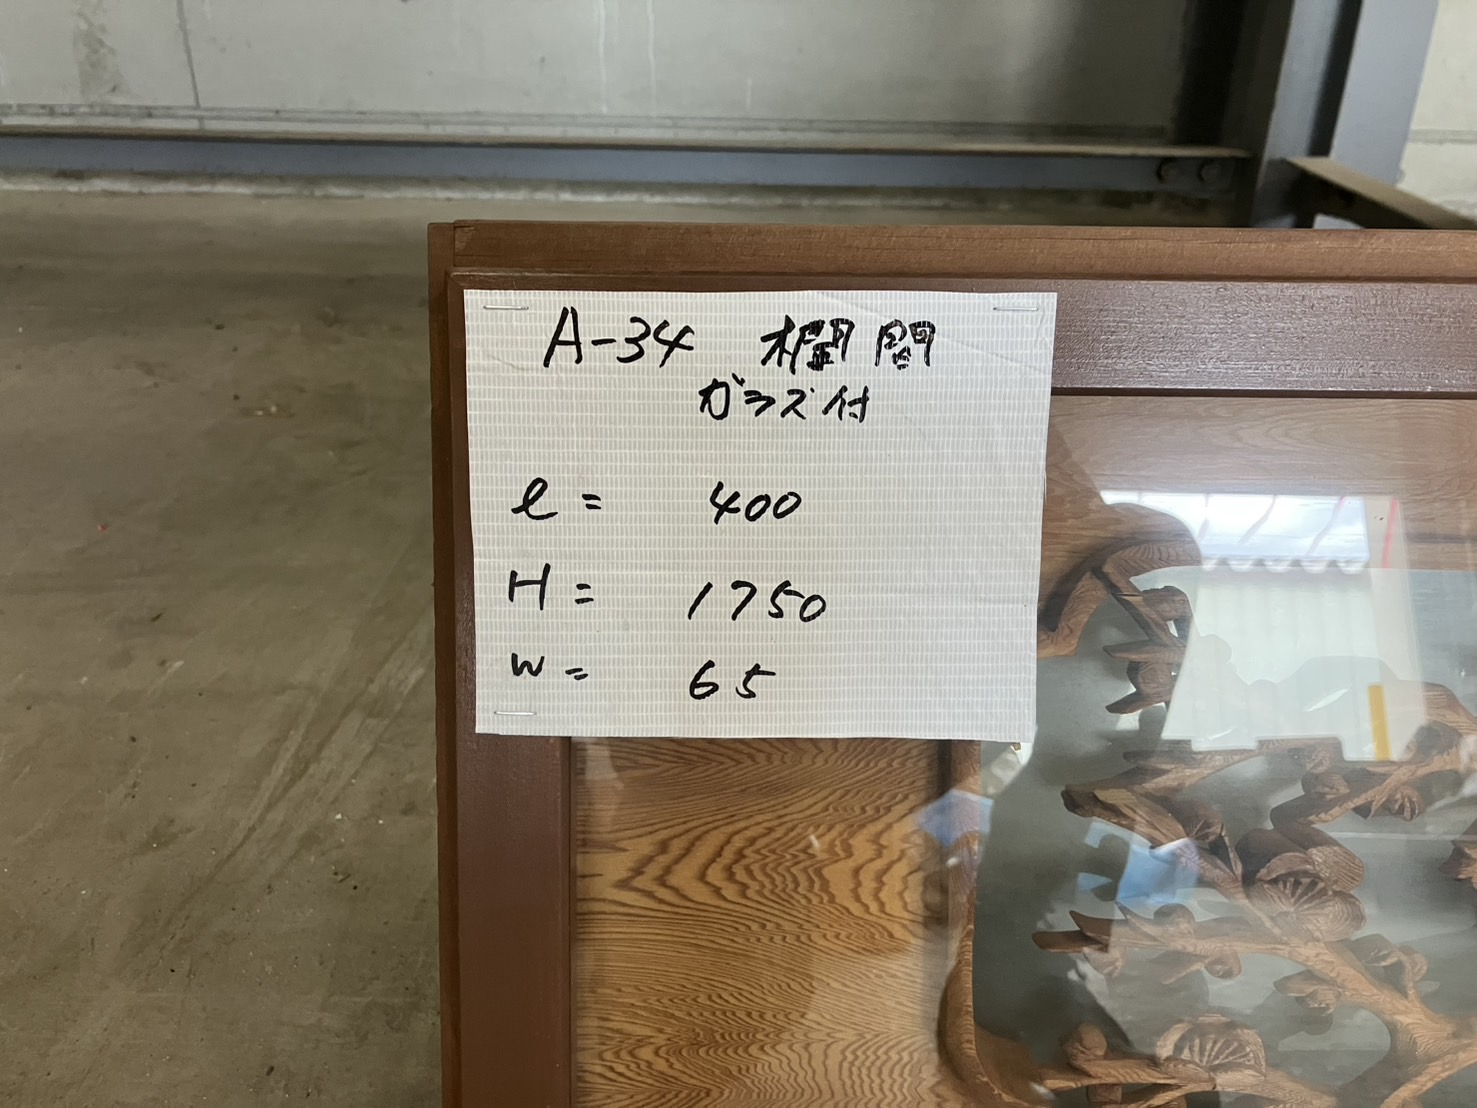 A-34 欄間
ガラス付
l = 400
H = 1750
W = 65